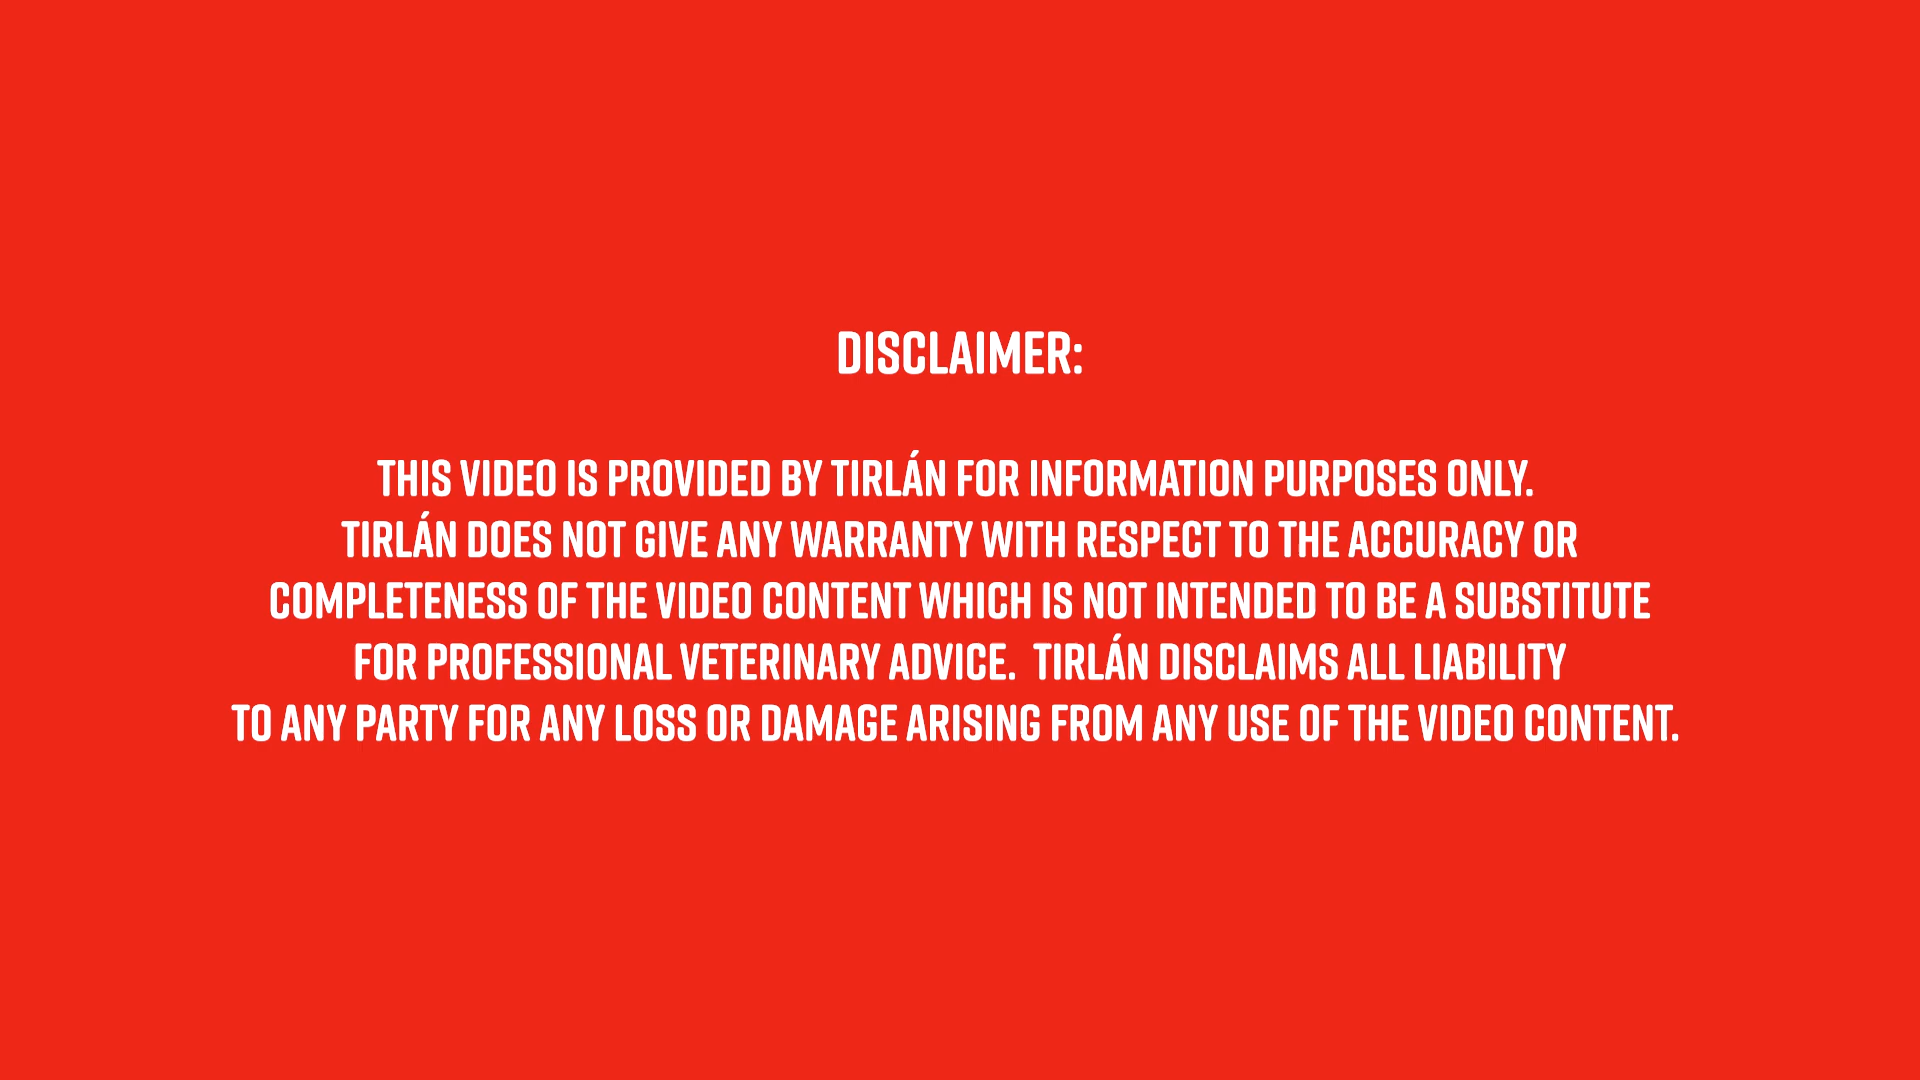 DISCLAIMER:
THIS VIDEO IS PROVIDED BY TIRLÁN FOR INFORMATION PURPOSES ONLY.
TIRLÁN DOES NOT GIVE ANY WARRANTY WITH RESPECT TO THE ACCURACY OR
COMPLETENESS OF THE VIDEO CONTENT WHICH IS NOT INTENDED TO BE A SUBSTITUTE
FOR PROFESSIONAL VETERINARY ADVICE. TIRLÁN DISCLAIMS ALL LIABILITY
TO ANY PARTY FOR ANY LOSS OR DAMAGE ARISING FROM ANY USE OF THE VIDEO CONTENT.